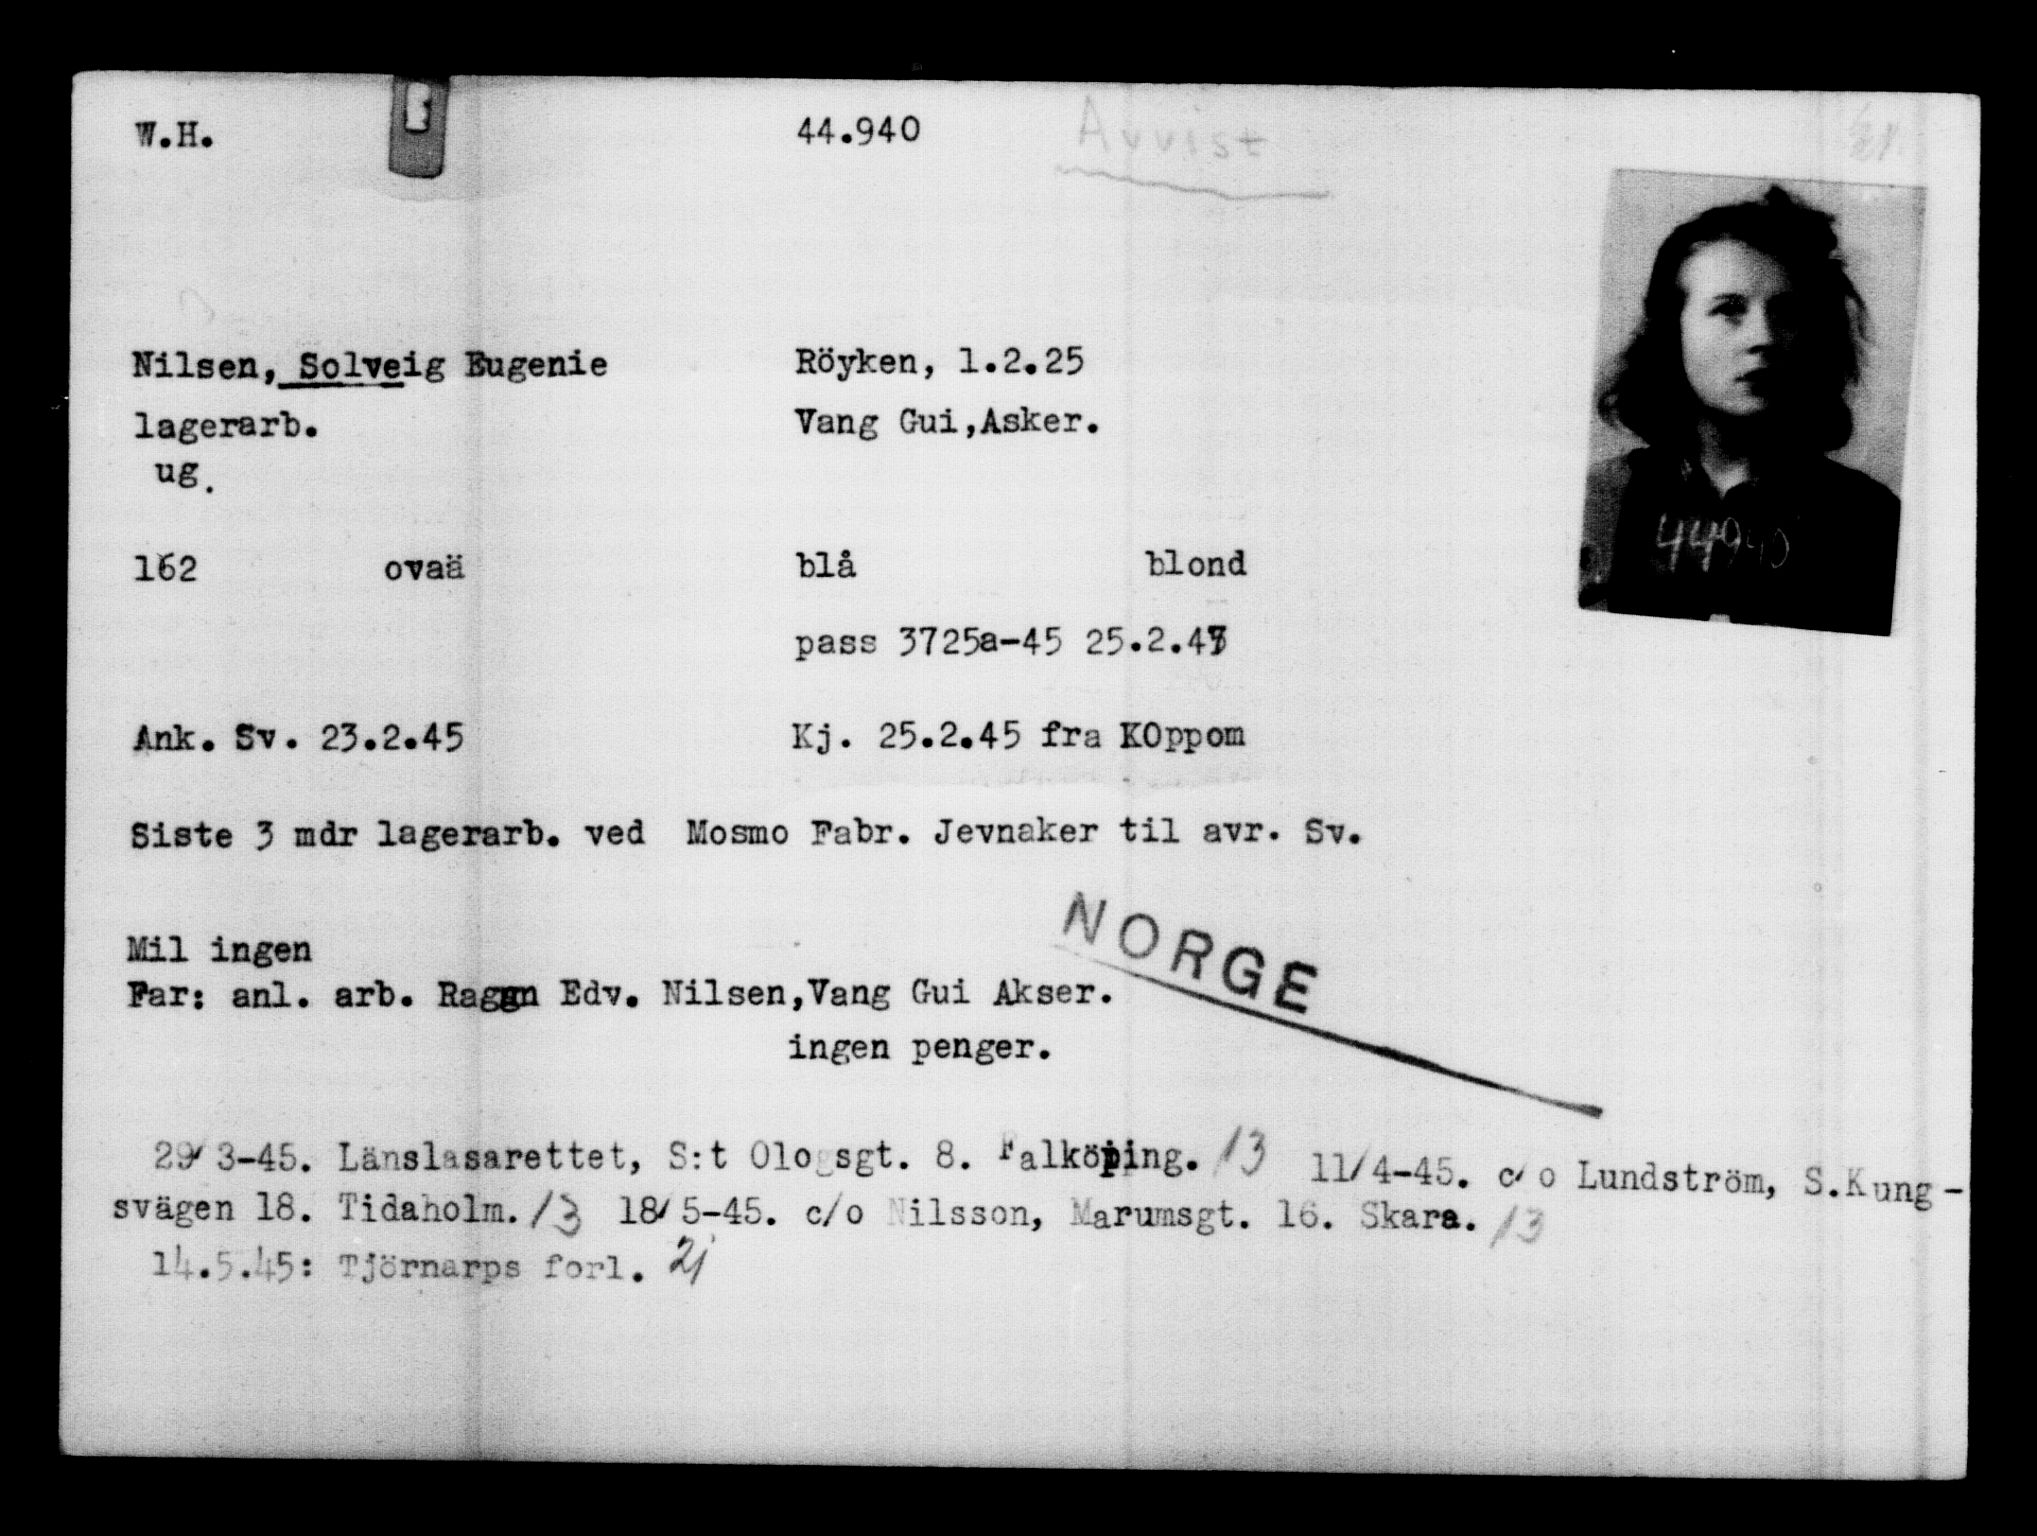 W.H. 44.940 Avvist
Nilsen, Solveig Eugenie Röyken, 1.2.25
lagerarb. Vang Gui,Asker.
ug.
44940
162 ovaä blå blond
pass 3725a-45 25.2.45
Ank. Sv. 23.2.45 Kj. 25.2.45 fra KOppom
Siste 3 mdr lagerarb. ved Mosmo Fabr. Jevnaker til avr. Sv.
NORGE
Mil ingen
Far: anl. arb. Edv. Nilsen,Vang Gui Akser.
ingen penger.
29/3-45. Länslasarettet, S:t Ologsgt. 8. Falköping. 13 11/4-45. c/o Lundström, S.Kung-
svägen 18. Tidaholm. 13 18/5-45. c/o Nilsson, Marumsgt. 16. Skara. 13
14.5.45: Tjörnarps forl.